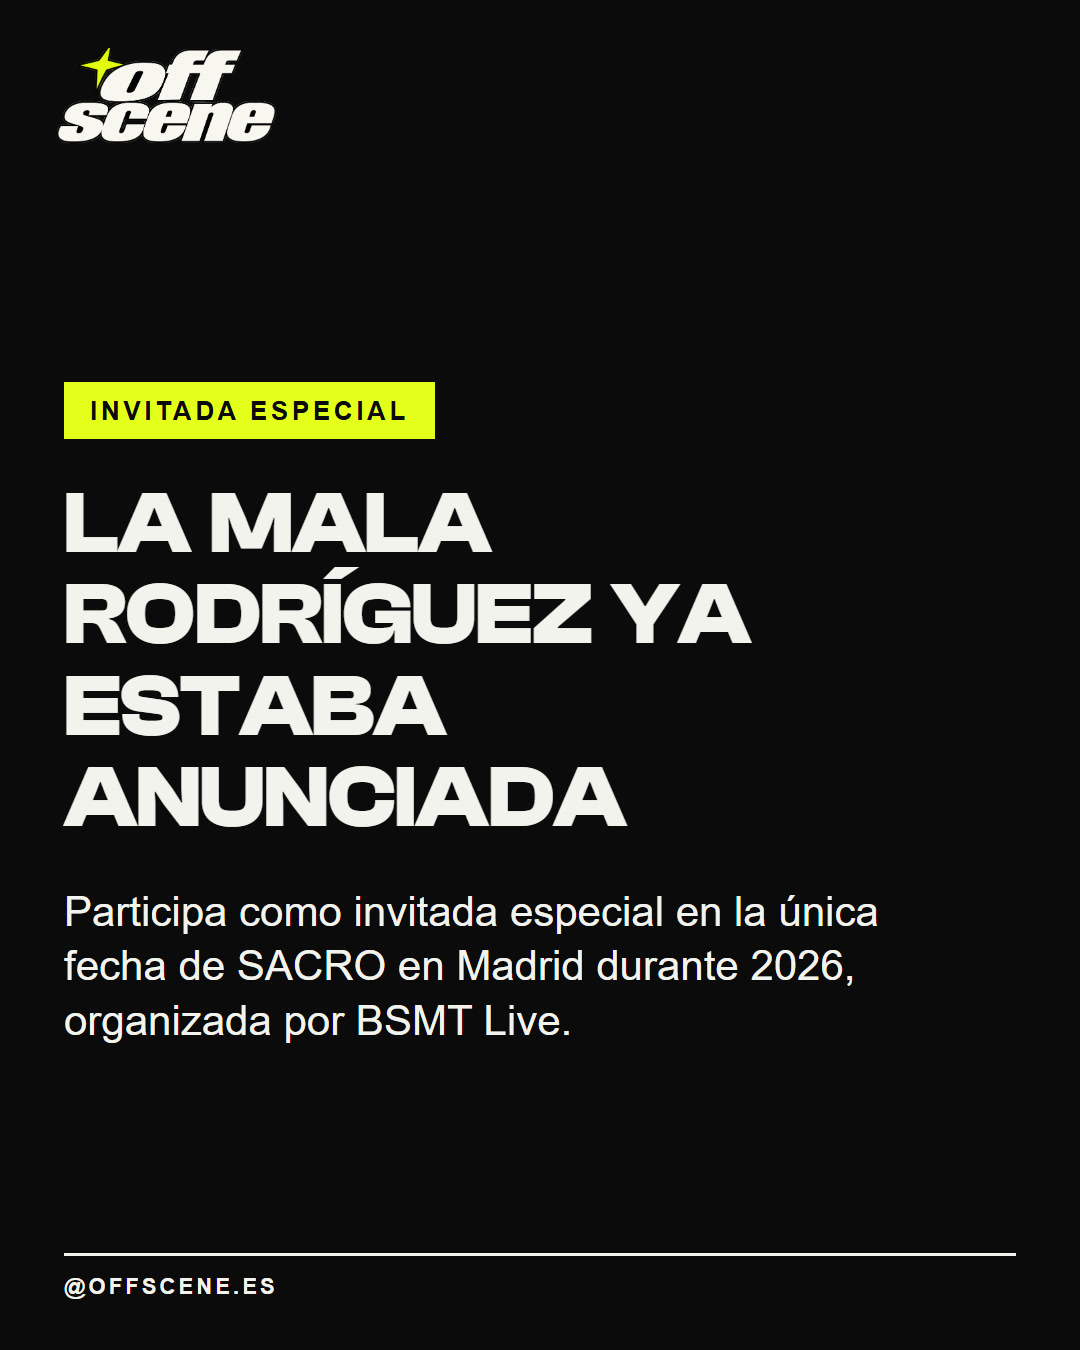 off
scene
INVITADA ESPECIAL
LA MALA
RODRÍGUEZ YA
ESTABA
ANUNCIADA
Participa como invitada especial en la única
fecha de SACRO en Madrid durante 2026,
organizada por BSMT Live.
@OFFSCENE.ES